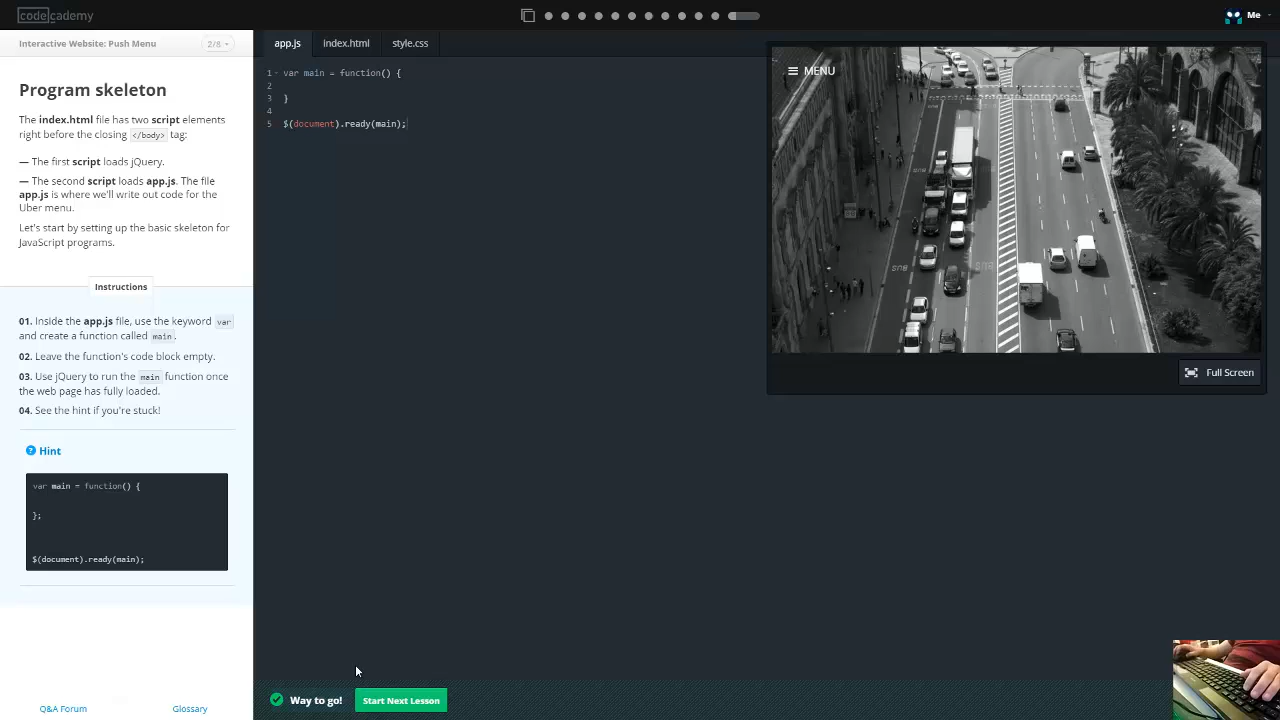 codecademy
Me
Interactive Website: Push Menu
2/8
Program skeleton
The index.html file has two script elements
right before the closing </body> tag:
— The first script loads jQuery.
— The second script loads app.js. The file
app.js is where we'll write out code for the
Uber menu.
Let's start by setting up the basic skeleton for
JavaScript programs.
Instructions
01. Inside the app.js file, use the keyword var
and create a function called main.
02. Leave the function's code block empty.
03. Use jQuery to run the main function once
the web page has fully loaded.
04. See the hint if you're stuck!
? Hint
var main = function() {
};
$(document).ready(main);
Q&A Forum
Glossary
app.js
index.html
style.css
1 var main = function() {
2
3 }
4
5 $(document).ready(main);
MENU
BUS
BUS
Full Screen
Way to go!
Start Next Lesson